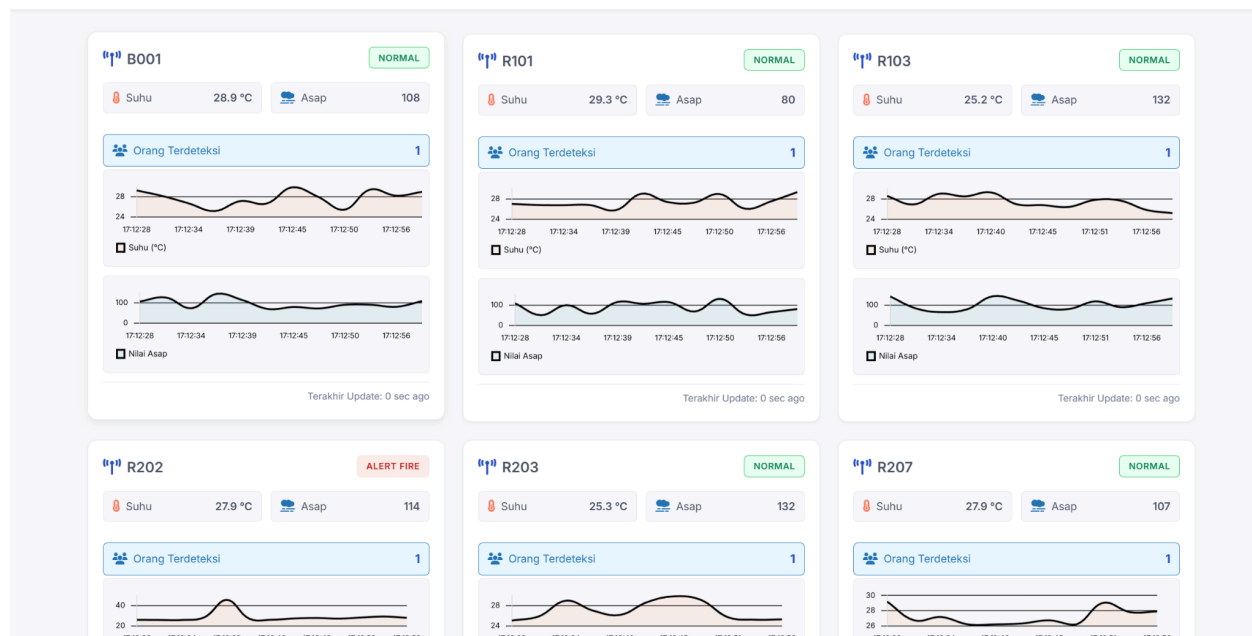 B001 NORMAL
Suhu 28.9 °C Asap 108
Orang Terdeteksi 1
28
24
17:12:28 17:12:34 17:12:39 17:12:45 17:12:50 17:12:56
Suhu (°C)
100
0
17:12:28 17:12:34 17:12:39 17:12:45 17:12:50 17:12:56
Nilai Asap
Terakhir Update: 0 sec ago
R101 NORMAL
Suhu 29.3 °C Asap 80
Orang Terdeteksi 1
28
24
17:12:28 17:12:34 17:12:39 17:12:45 17:12:50 17:12:56
Suhu (°C)
100
0
17:12:28 17:12:34 17:12:39 17:12:45 17:12:50 17:12:56
Nilai Asap
Terakhir Update: 0 sec ago
R103 NORMAL
Suhu 25.2 °C Asap 132
Orang Terdeteksi 1
28
24
17:12:28 17:12:34 17:12:40 17:12:45 17:12:51 17:12:56
Suhu (°C)
100
0
17:12:28 17:12:34 17:12:40 17:12:45 17:12:51 17:12:56
Nilai Asap
Terakhir Update: 0 sec ago
R202 ALERT FIRE
Suhu 27.9 °C Asap 114
Orang Terdeteksi 1
40
20
R203 NORMAL
Suhu 25.3 °C Asap 132
Orang Terdeteksi 1
28
24
R207 NORMAL
Suhu 27.9 °C Asap 107
Orang Terdeteksi 1
30
28
26